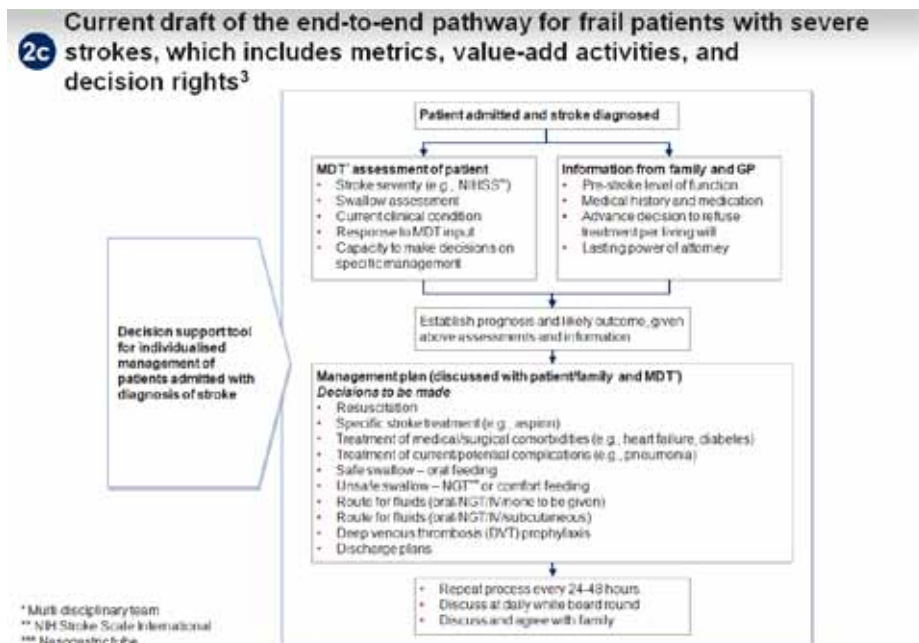 Current draft of the end-to-end pathway for frail patients with severe
2c strokes, which includes metrics, value-add activities, and
decision rights3
Patient admitted and stroke diagnosed
MDT* assessment of patient
• Stroke severity (e.g., NIHSS**)
• Swallow assessment
• Current clinical condition
• Response to MDT input
• Capacity to make decisions on
specific management
Information from family and GP
• Pre-stroke level of function
• Medical history and medication
• Advance decision to refuse
treatment per living will
• Lasting power of attorney
Decision support tool
for individualised
management of
patients admitted with
diagnosis of stroke
Establish prognosis and likely outcome, given
above assessments and information
Management plan (discussed with patient/family and MDT*)
Decisions to be made
• Resuscitation
• Specific stroke treatment (e.g., aspirin)
• Treatment of medical/surgical comorbidities (e.g., heart failure, diabetes)
• Treatment of current/potential complications (e.g., pneumonia)
• Safe swallow – oral feeding
• Unsafe swallow – NGT*** or comfort feeding
• Route for fluids (oral/NGT/IV/none to be given)
• Route for fluids (oral/NGT/IV/subcutaneous)
• Deep venous thrombosis (DVT) prophylaxis
• Discharge plans
• Repeat process every 24-48 hours
• Discuss at daily white board round
• Discuss and agree with family
* Multi disciplinary team
** NIH Stroke Scale International
*** Nasogastric tube